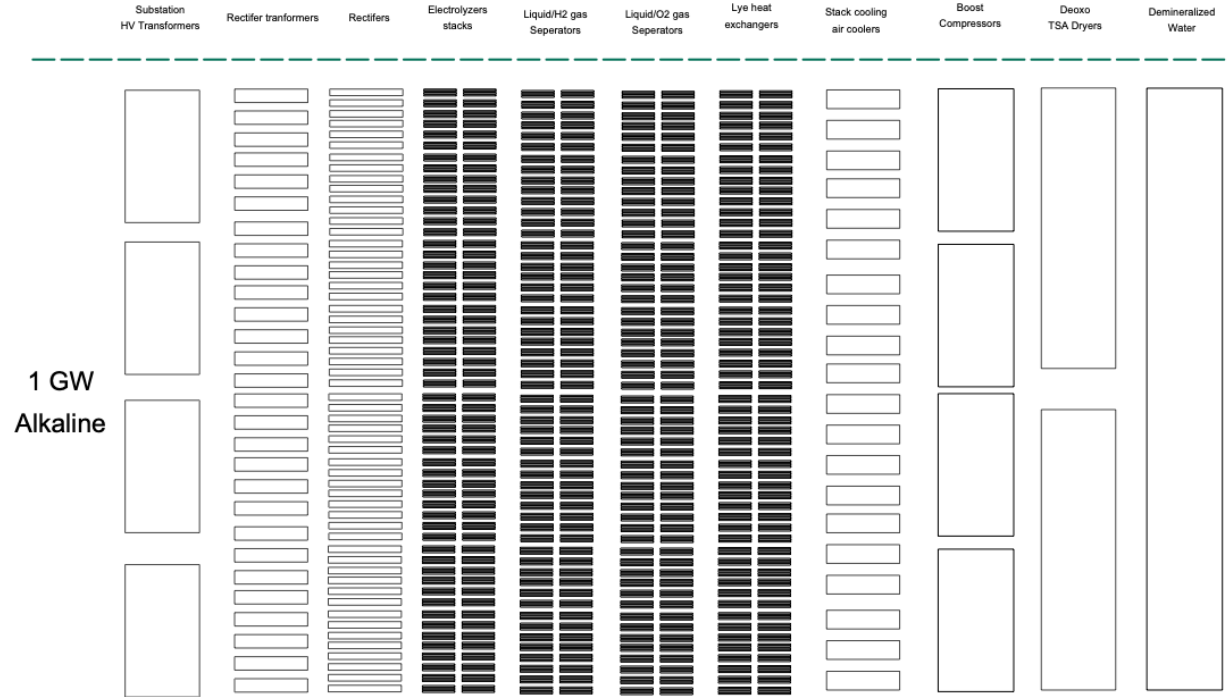 Substation
HV Transformers
Rectifer tranformers
Rectifers
Electrolyzers
stacks
Liquid/H2 gas
Seperators
Liquid/O2 gas
Seperators
Lye heat
exchangers
Stack cooling
air coolers
Boost
Compressors
Deoxo
TSA Dryers
Demineralized
Water
1 GW
Alkaline